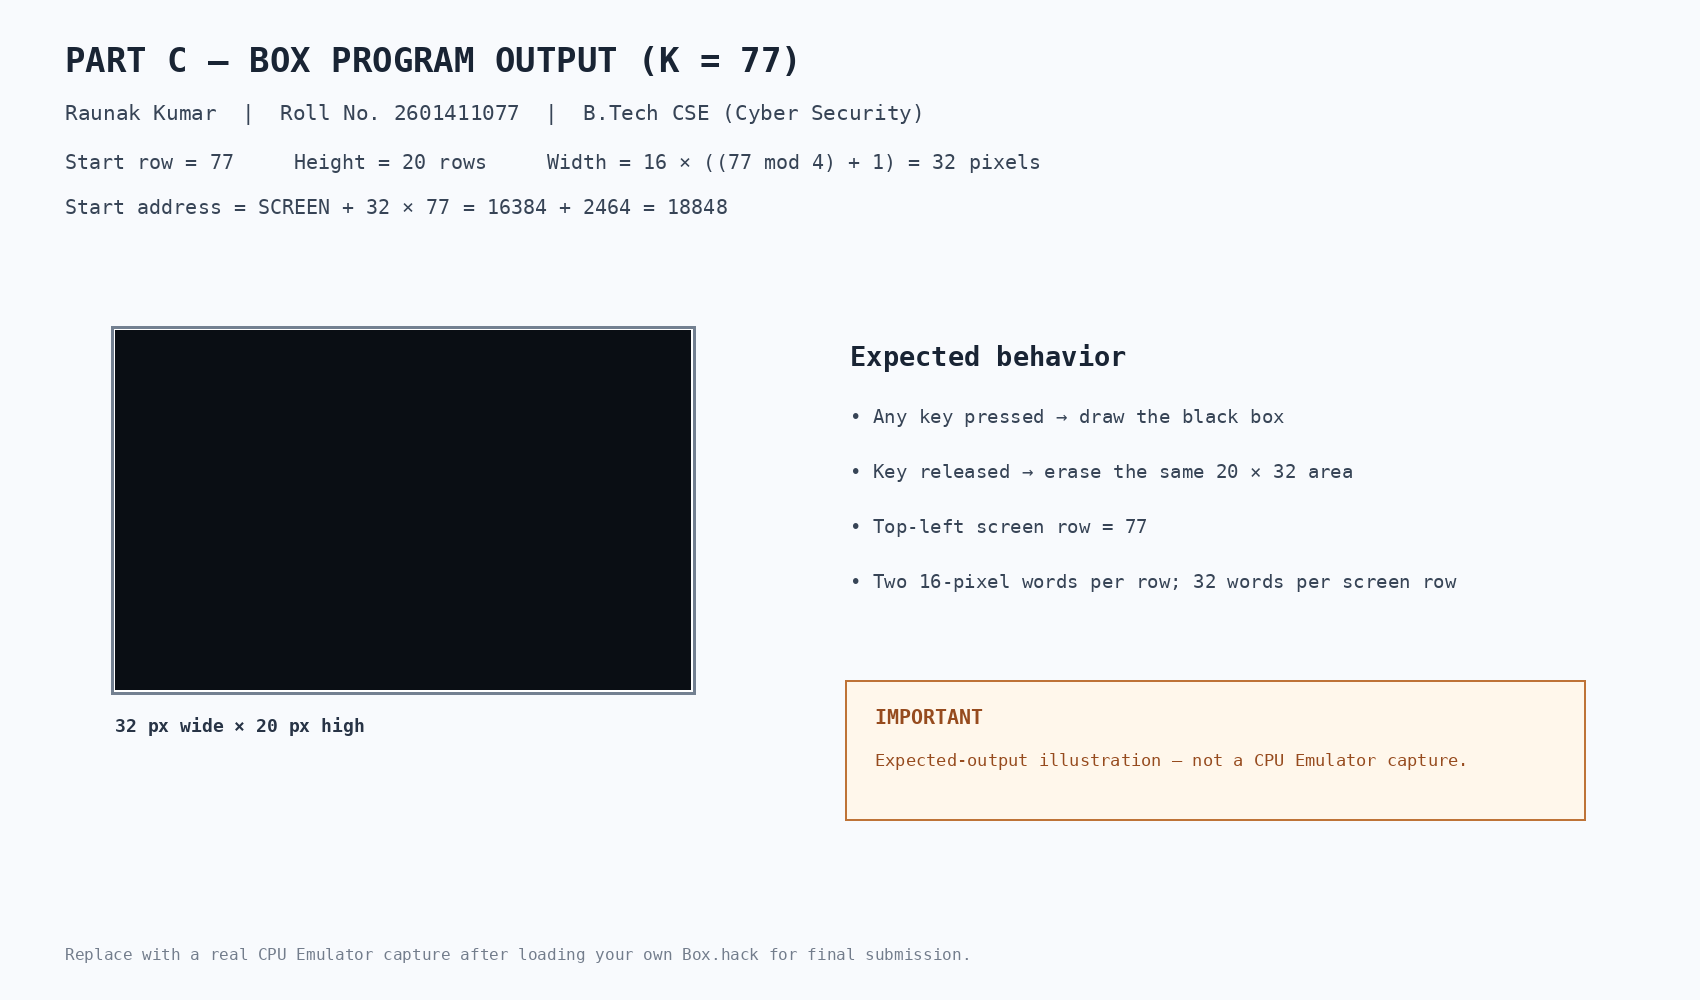 PART C — BOX PROGRAM OUTPUT (K = 77)
Raunak Kumar | Roll No. 2601411077 | B.Tech CSE (Cyber Security)
Start row = 77 Height = 20 rows Width = 16 × ((77 mod 4) + 1) = 32 pixels
Start address = SCREEN + 32 × 77 = 16384 + 2464 = 18848
32 px wide × 20 px high
Expected behavior
• Any key pressed → draw the black box
• Key released → erase the same 20 × 32 area
• Top-left screen row = 77
• Two 16-pixel words per row; 32 words per screen row
IMPORTANT
Expected-output illustration — not a CPU Emulator capture.
Replace with a real CPU Emulator capture after loading your own Box.hack for final submission.